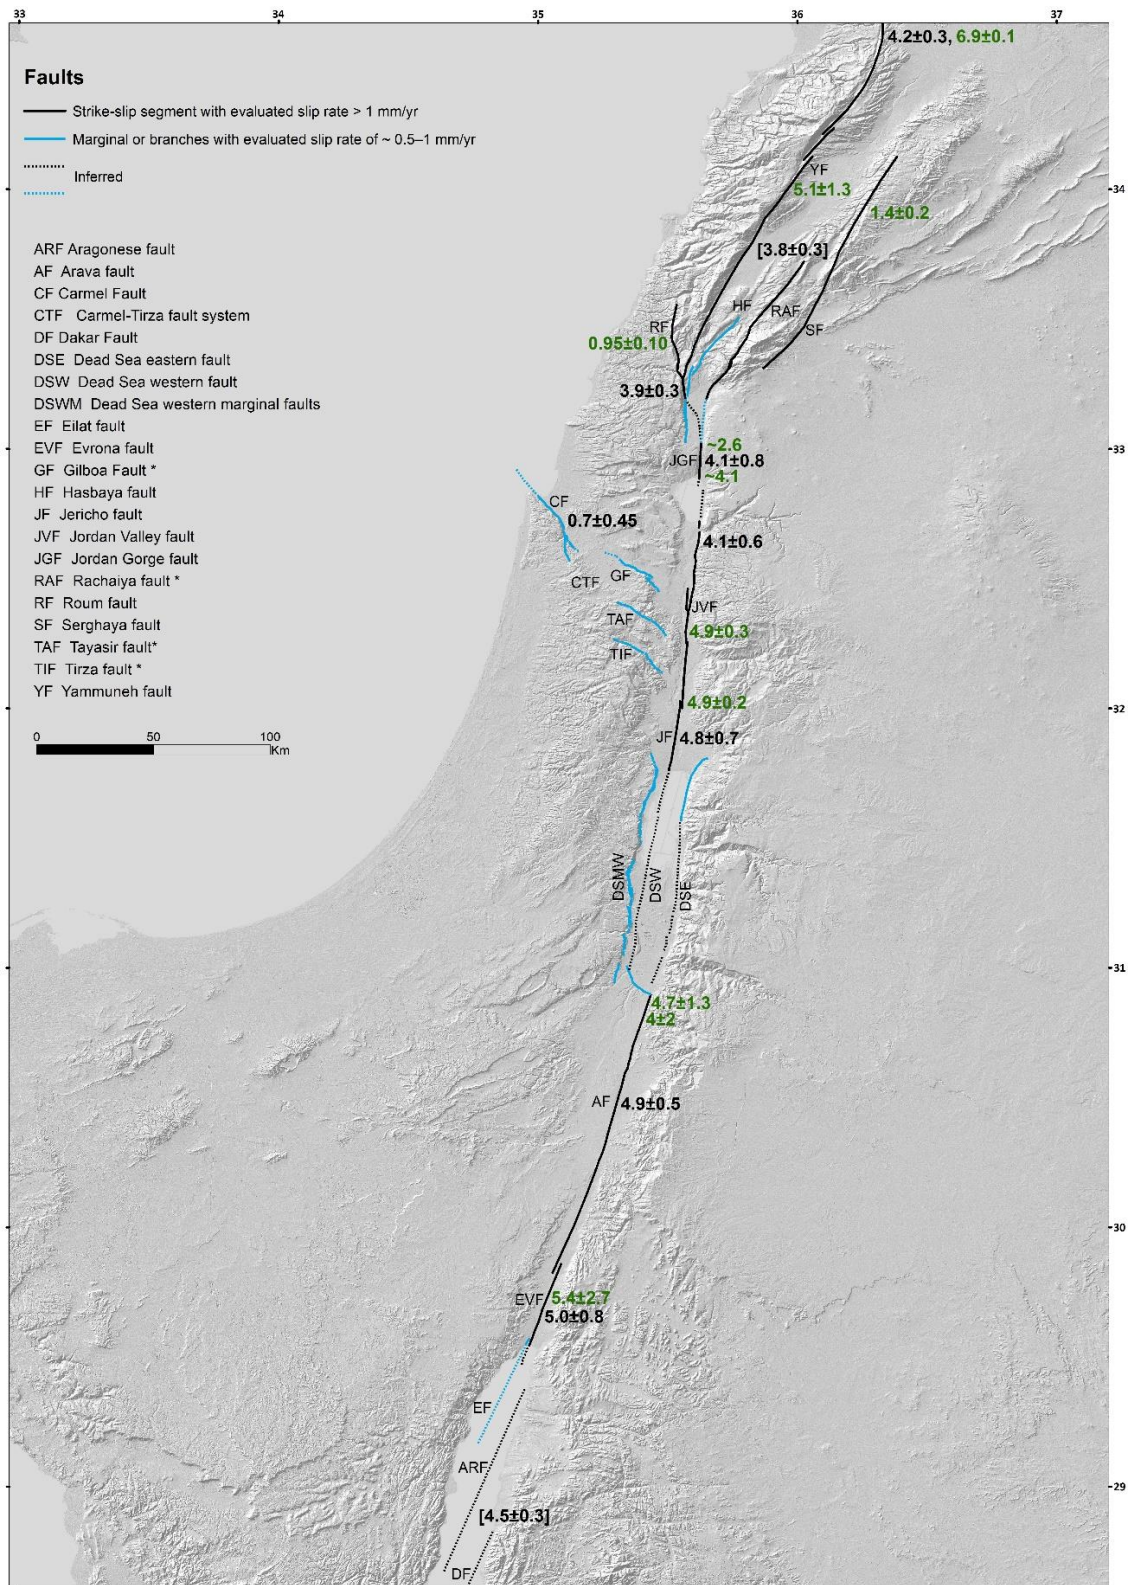 33
34
35
36
37
4.2±0.3, 6.9±0.1
Faults
Strike-slip segment with evaluated slip rate > 1 mm/yr
Marginal or branches with evaluated slip rate of ~ 0.5–1 mm/yr
Inferred
YF
5.1±1.3
34
1.4±0.2
ARF Aragonese fault
AF Arava fault
CF Carmel Fault
CTF Carmel-Tirza fault system
DF Dakar Fault
DSE Dead Sea eastern fault
DSW Dead Sea western fault
DSWM Dead Sea western marginal faults
EF Eilat fault
EVF Evrona fault
GF Gilboa Fault *
HF Hasbaya fault
JF Jericho fault
JVF Jordan Valley fault
JGF Jordan Gorge fault
RAF Rachaiya fault *
RF Roum fault
SF Serghaya fault
TAF Tayasir fault*
TIF Tirza fault *
YF Yammuneh fault
0
50
100
Km
[3.8±0.3]
HF
RAF
RF
SF
0.95±0.10
3.9±0.3
33
~2.6
JGF
4.1±0.8
~4.1
CF
0.7±0.45
4.1±0.6
CTF
GF
JVF
TAF
4.9±0.3
TIF
4.9±0.2
32
JF
4.8±0.7
DSMW
DSW
DSE
31
4.7±1.3
4±2
AF
4.9±0.5
30
EVF
5.4±2.7
5.0±0.8
EF
ARF
29
[4.5±0.3]
DF